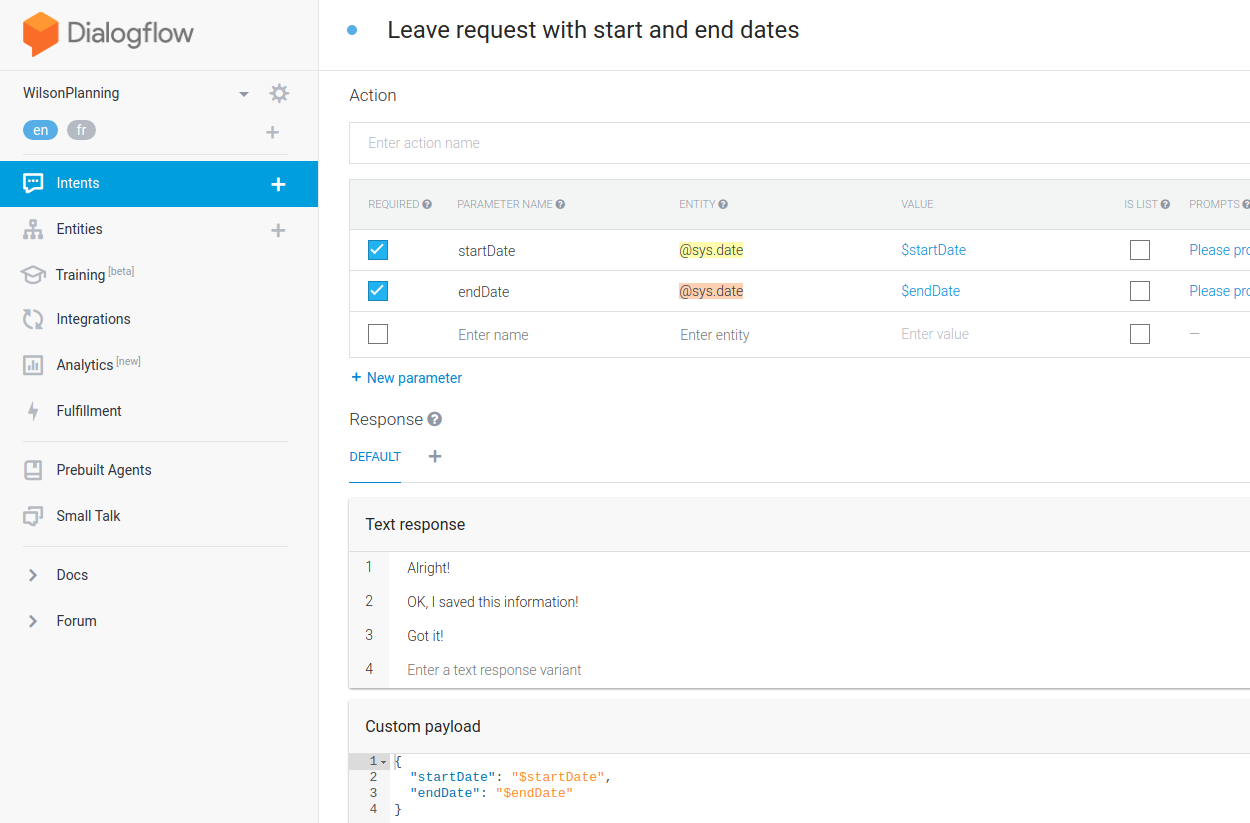 Dialogflow
Leave request with start and end dates
WilsonPlanning
en fr
Intents
Entities
Training [beta]
Integrations
Analytics [new]
Fulfillment
Prebuilt Agents
Small Talk
Docs
Forum
Action
Enter action name
REQUIRED PARAMETER NAME ENTITY VALUE IS LIST PROMPTS
startDate @sys.date $startDate Please pro
endDate @sys.date $endDate Please pro
Enter name Enter entity Enter value –
+ New parameter
Response
DEFAULT +
Text response
1 Alright!
2 OK, I saved this information!
3 Got it!
4 Enter a text response variant
Custom payload
1 {
2 "startDate": "$startDate",
3 "endDate": "$endDate"
4 }